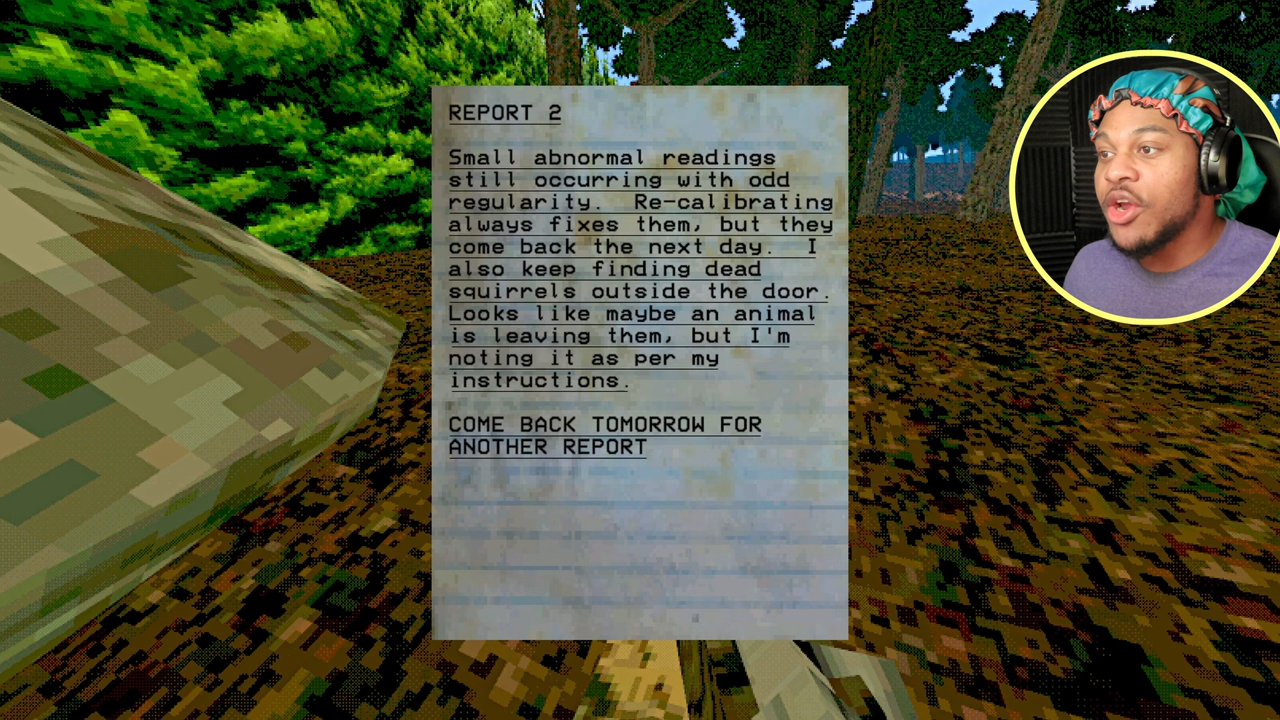 REPORT 2
Small abnormal readings
still occurring with odd
regularity.  Re-calibrating
always fixes them, but they
come back the next day.  I
also keep finding dead
squirrels outside the door.
Looks like maybe an animal
is leaving them, but I'm
noting it as per my
instructions.
COME BACK TOMORROW FOR
ANOTHER REPORT